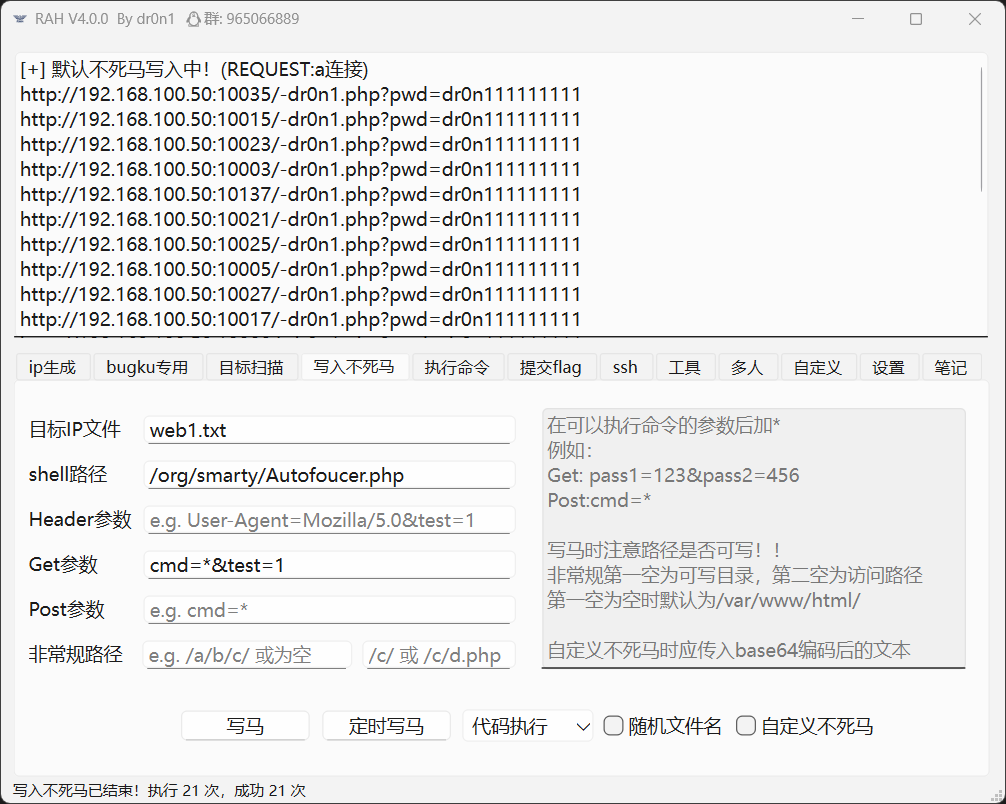 RAH V4.0.0 By dr0n1 群: 965066889
[+] 默认不死马写入中！(REQUEST:a连接)
http://192.168.100.50:10035/-dr0n1.php?pwd=dr0n111111111
http://192.168.100.50:10015/-dr0n1.php?pwd=dr0n111111111
http://192.168.100.50:10023/-dr0n1.php?pwd=dr0n111111111
http://192.168.100.50:10003/-dr0n1.php?pwd=dr0n111111111
http://192.168.100.50:10137/-dr0n1.php?pwd=dr0n111111111
http://192.168.100.50:10021/-dr0n1.php?pwd=dr0n111111111
http://192.168.100.50:10025/-dr0n1.php?pwd=dr0n111111111
http://192.168.100.50:10005/-dr0n1.php?pwd=dr0n111111111
http://192.168.100.50:10027/-dr0n1.php?pwd=dr0n111111111
http://192.168.100.50:10017/-dr0n1.php?pwd=dr0n111111111
ip生成 bugku专用 目标扫描 写入不死马 执行命令 提交flag ssh 工具 多人 自定义 设置 笔记
目标IP文件 web1.txt
shell路径 /org/smarty/Autofoucer.php
Header参数 e.g. User-Agent=Mozilla/5.0&test=1
Get参数 cmd=*&test=1
Post参数 e.g. cmd=*
非常规路径 e.g. /a/b/c/ 或为空 /c/ 或 /c/d.php
在可以执行命令的参数后加*
例如：
Get: pass1=123&pass2=456
Post:cmd=*
写马时注意路径是否可写！！
非常规第一空为可写目录，第二空为访问路径
第一空为空时默认为/var/www/html/
自定义不死马时应传入base64编码后的文本
写马 定时写马 代码执行 随机文件名 自定义不死马
写入不死马已结束！执行 21 次，成功 21 次